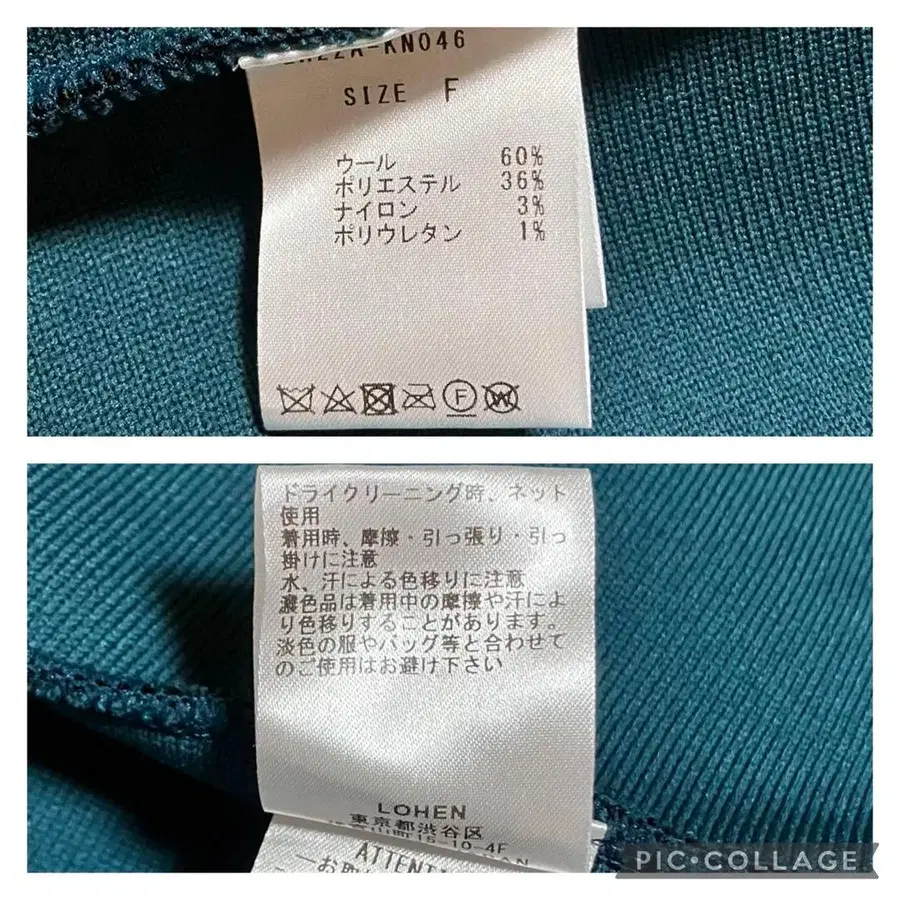 -KN046
SIZE F
ウール 60%
ポリエステル 36%
ナイロン 3%
ポリウレタン 1%
F W
ドライクリーニング時、ネット
使用
着用時、摩擦・引っ張り・引っ
掛けに注意
水、汗による色移りに注意
濃色品は着用中の摩擦や汗によ
り色移りすることがあります。
淡色の服やバッグ等と合わせて
のご使用はお避け下さい
LOHEN
東京都渋谷区
15-10-4F
ATTENT
PIC•COLLAGE